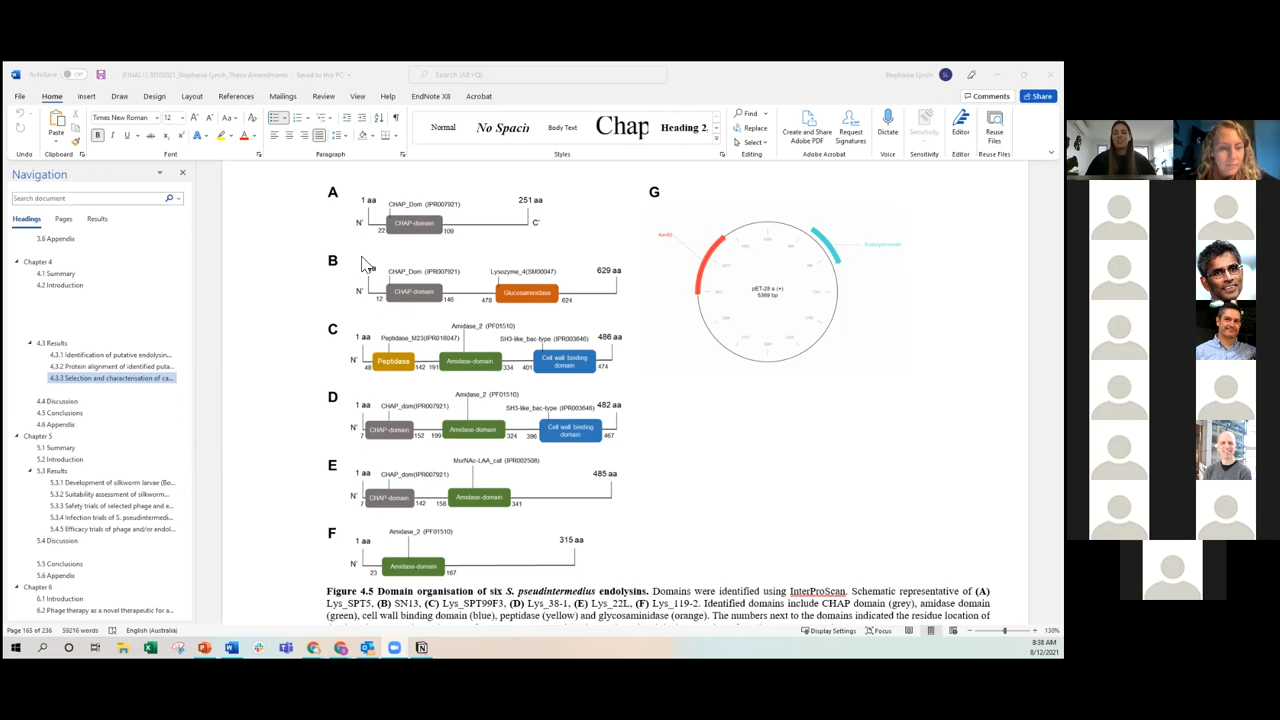 AutoSave Off
[FINAL1] 20102021_Stephanie Lynch_Thesis Amendments - Saved to this PC
Search (Alt+Q)
Stephanie Lynch SL
File Home Insert Draw Design Layout References Mailings Review View Help EndNote X8 Acrobat
Comments Share
Times New Roman 12
Paste
Normal No Spacin Body Text Chap Heading 2
Find
Replace
Select
Create and Share Adobe PDF
Request Signatures
Dictate
Sensitivity
Editor
Reuse Files
Undo Clipboard Font Paragraph Styles Editing Adobe Acrobat Voice Sensitivity Editor Reuse Files
Navigation
Search document
Headings Pages Results
3.6 Appendix
Chapter 4
4.1 Summary
4.2 Introduction
4.3 Results
4.3.1 Identification of putative endolysin...
4.3.2 Protein alignment of identified puta...
4.3.3 Selection and characterisation of ca...
4.4 Discussion
4.5 Conclusions
4.6 Appendix
Chapter 5
5.1 Summary
5.2 Introduction
5.3 Results
5.3.1 Development of silkworm larvae (Bo...
5.3.2 Suitability assessment of silkworm...
5.3.3 Safety trials of selected phage and e...
5.3.4 Infection trials of S. pseudintermedi...
5.4.5 Efficacy trials of phage and/or endol...
5.4 Discussion
5.5 Conclusions
5.6 Appendix
Chapter 6
6.1 Introduction
6.2 Phage therapy as a novel therapeutic for a...
A
1 aa CHAP_Dom (IPR007921) 251 aa
N' CHAP-domain C'
22 109
B
aa CHAP_Dom (IPR007921) Lysozyme_4(SM00047) 629 aa
N' CHAP-domain Glucosaminidase
12 146 478 624
C
Amidase_2 (PF01510)
1 aa Peptidase_M23(IPR016047) SH3-like_bac-type (IPR003646) 486 aa
N' Peptidase Amidase-domain Cell wall binding domain
48 142 191 334 401 474
D
Amidase_2 (PF01510)
1 aa CHAP_dom(IPR007921) SH3-like_bac-type (IPR003646) 482 aa
N' CHAP-domain Amidase-domain Cell wall binding domain
7 152 199 324 396 467
E
MurNAc-LAA_cat (IPR002508)
1 aa CHAP_dom(IPR007921) 485 aa
N' CHAP-domain Amidase-domain
7 142 158 341
F
Amidase_2 (PF01510)
1 aa 315 aa
N' Amidase-domain
23 167
G
KanR2
pET-28 a (+)
5369 bp
Figure 4.5 Domain organisation of six S. pseudintermedius endolysins. Domains were identified using InterProScan. Schematic representative of (A)
Lys_SPT5, (B) SN13, (C) Lys_SPT99F3, (D) Lys_38-1, (E) Lys_22L, (F) Lys_119-2. Identified domains include CHAP domain (grey), amidase domain
(green), cell wall binding domain (blue), peptidase (yellow) and glycosaminidase (orange). The numbers next to the domains indicated the residue location of
Page 165 of 236 59216 words English (Australia)
Display Settings Focus 130%
8:38 AM
8/12/2021